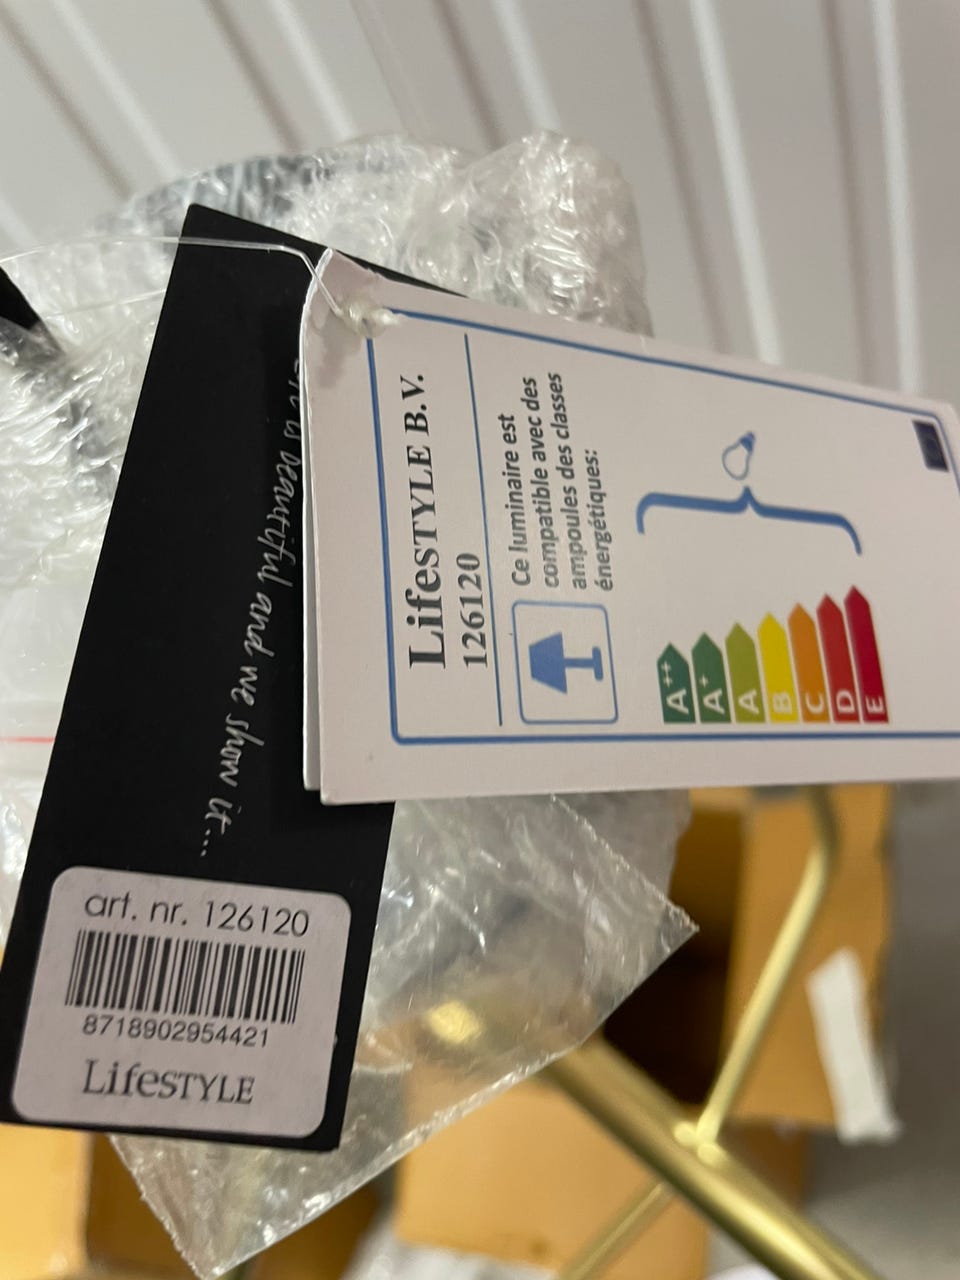 is beautiful and we show it...
art. nr. 126120
8718902954421
LifeSTYLE
LifeSTYLE B.V.
126120
Ce luminaire est
compatible avec des
ampoules des classes
énergétiques:
A++
A+
A
B
C
D
E